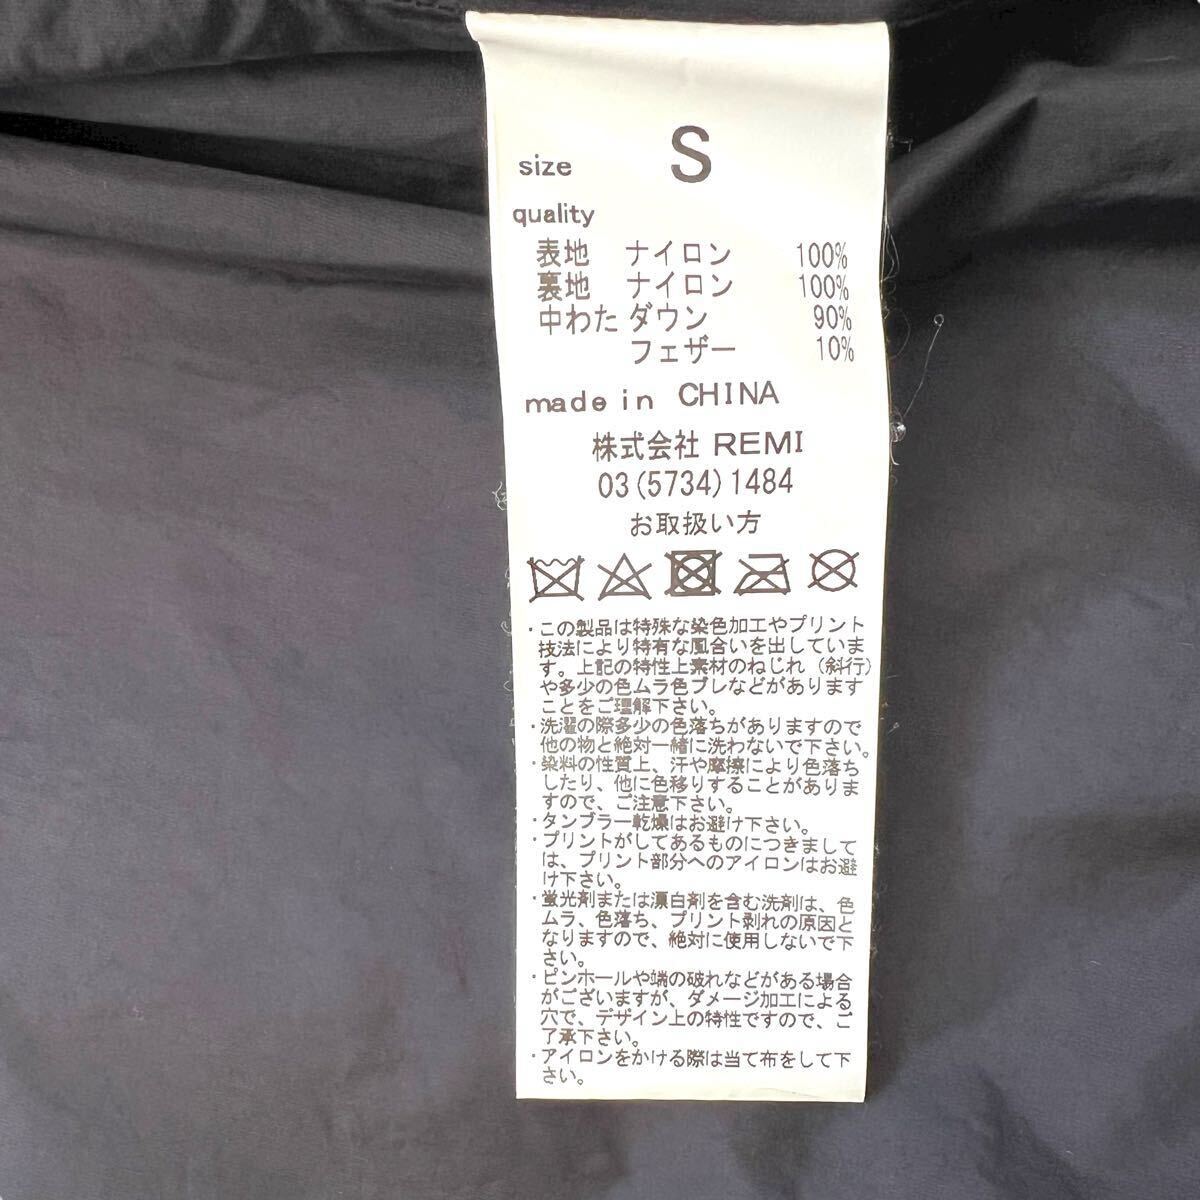 size S
quality
表地 ナイロン 100%
裏地 ナイロン 100%
中わた ダウン 90%
フェザー 10%
made in CHINA
株式会社 REMI
03(5734)1484
お取扱い方
・この製品は特殊な染色加工やプリント
技法により特有な風合いを出していま
す。上記の特性上素材のねじれ（斜行）
や多少の色ムラ色ブレなどがあります
ことをご理解下さい。
・洗濯の際多少の色落ちがありますので
他の物と絶対一緒に洗わないで下さい。
・染料の性質上、汗や摩擦により色落ち
したり、他に色移りすることがありま
すので、ご注意下さい。
・タンブラー乾燥はお避け下さい。
・プリントがしてあるものにつきまして
は、プリント部分へのアイロンはお避
け下さい。
・蛍光剤または漂白剤を含む洗剤は、色
ムラ、色落ち、プリント剥れの原因と
なりますので、絶対に使用しないで下
さい。
・ピンホールや端の破れなどがある場合
がございますが、ダメージ加工による
穴で、デザイン上の特性ですので、ご
了承下さい。
・アイロンをかける際は当て布をして下
さい。